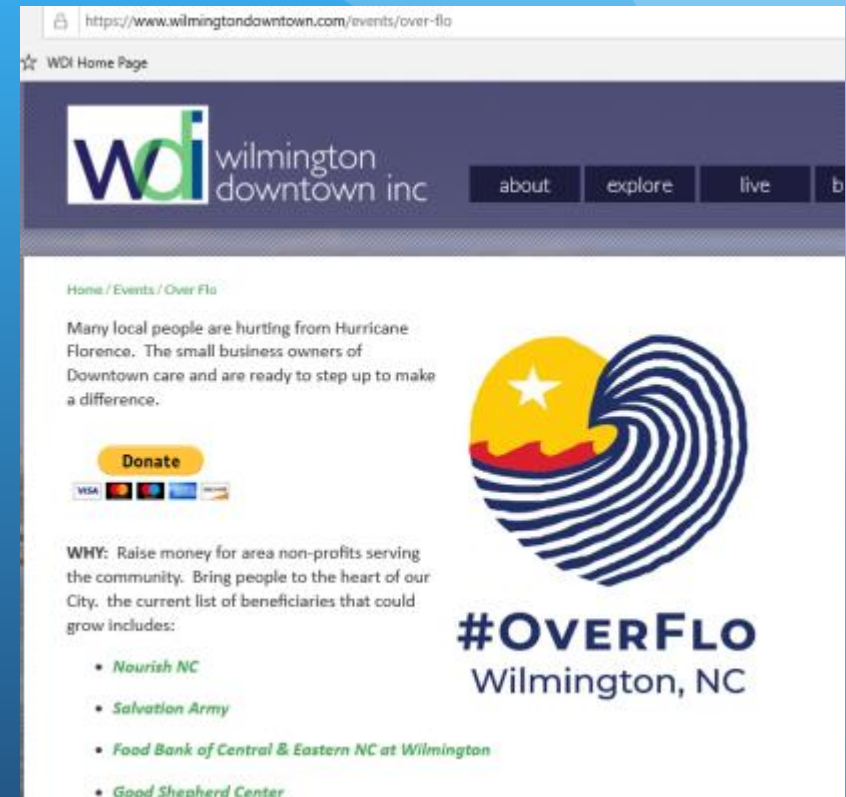 https://www.wilmingtondowntown.com/events/over-flo
WDI Home Page
wdi
wilmington
downtown inc
about explore live b
Home / Events / Over Flo
Many local people are hurting from Hurricane
Florence. The small business owners of
Downtown care and are ready to step up to make
a difference.
Donate
VISA
WHY: Raise money for area non-profits serving
the community. Bring people to the heart of our
City. the current list of beneficiaries that could
grow includes:
#OVERFLO
Wilmington, NC
• Nourish NC
• Salvation Army
• Food Bank of Central & Eastern NC at Wilmington
• Good Shepherd Center